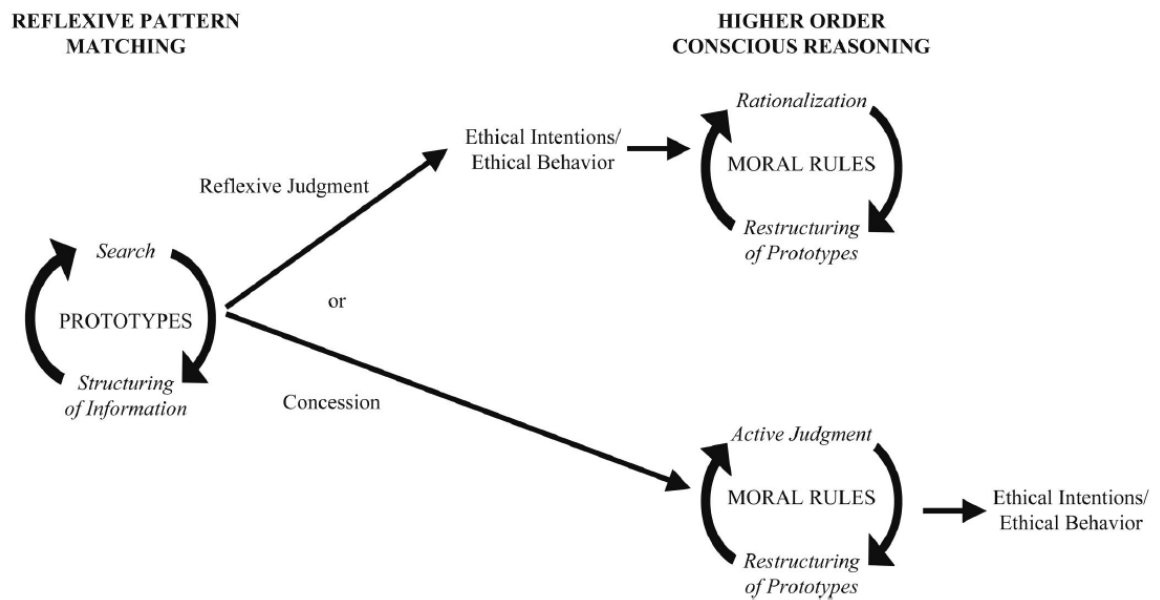 REFLEXIVE PATTERN
MATCHING
HIGHER ORDER
CONSCIOUS REASONING
Rationalization
Ethical Intentions/
Ethical Behavior
MORAL RULES
Reflexive Judgment
Restructuring
of Prototypes
Search
or
PROTOTYPES
Structuring
of Information
Concession
Active Judgment
MORAL RULES
Ethical Intentions/
Ethical Behavior
Restructuring
of Prototypes